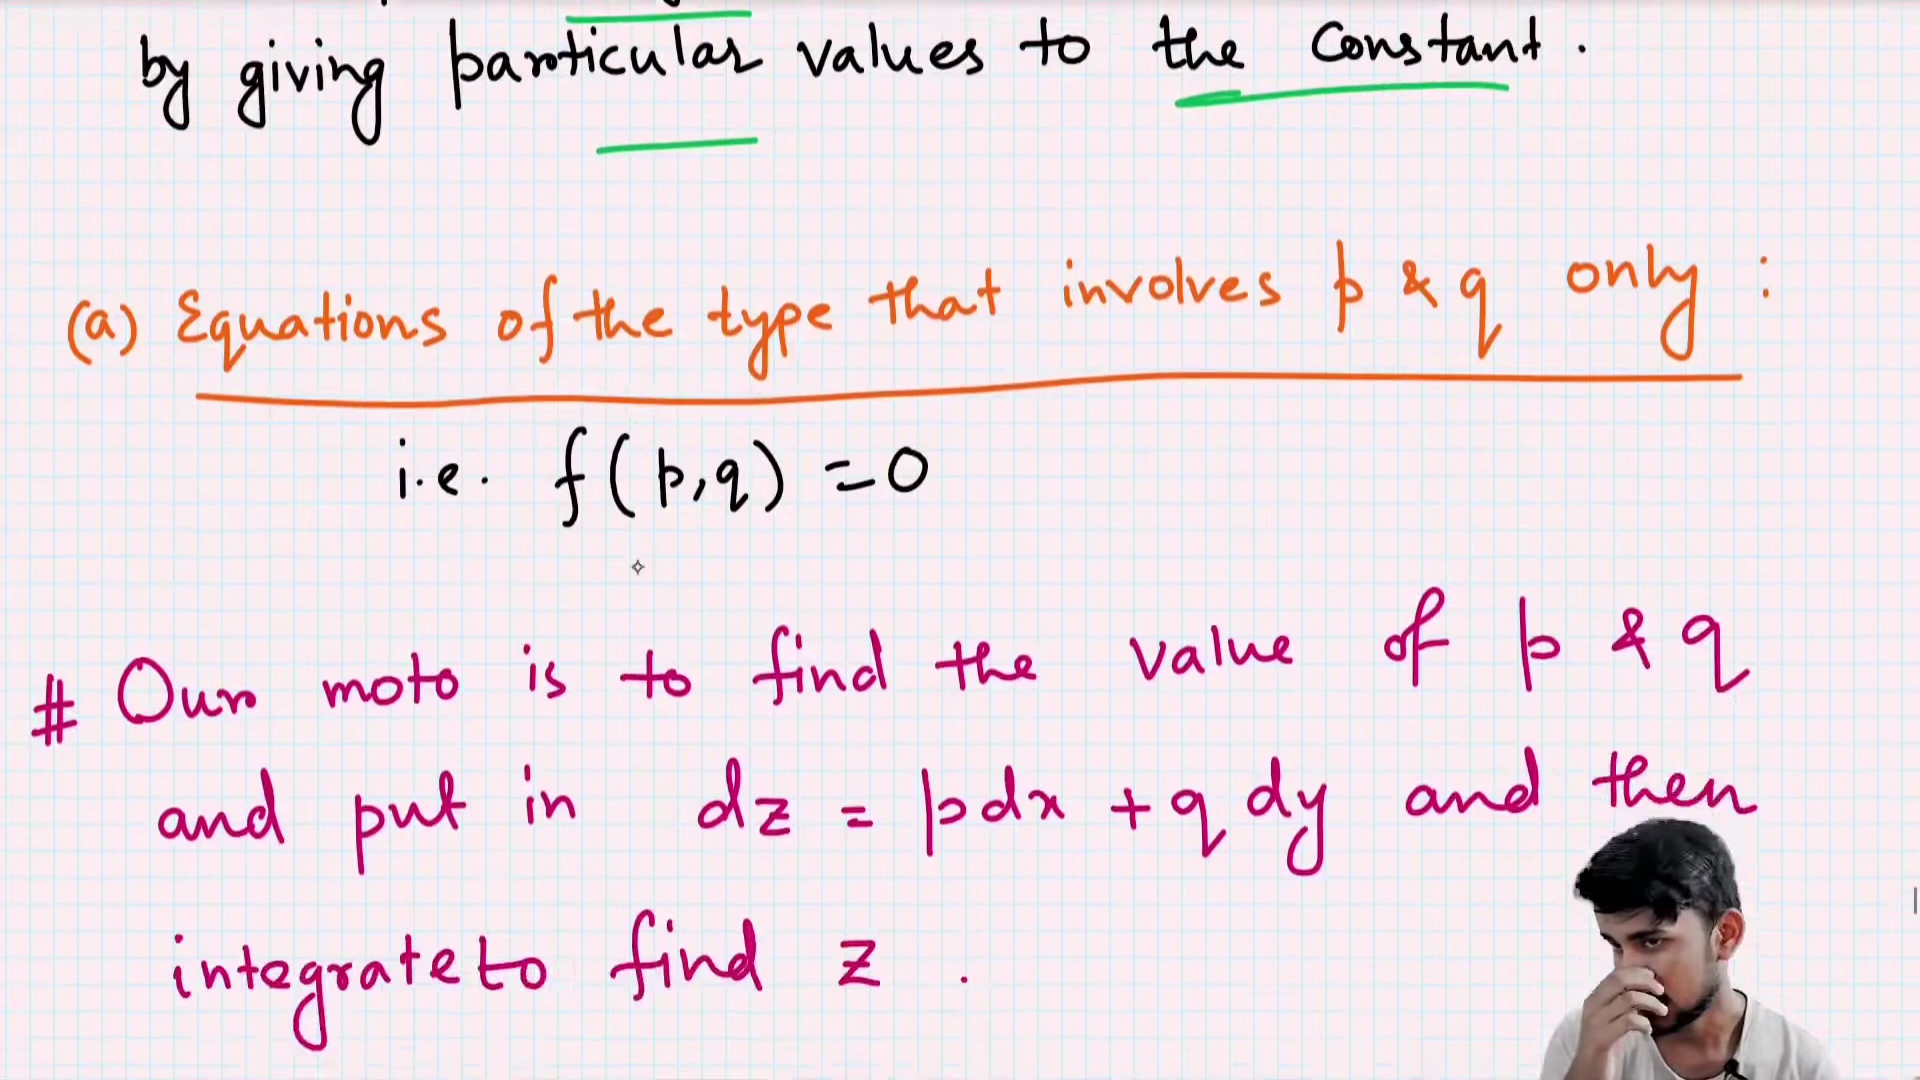 by giving particular values to the constant.
(a) Equations of the type that involves p & q only :
i.e. f(p,q) = 0
# Our moto is to find the value of p & q
and put in dz = pdx + q dy and then
integrate to find z .